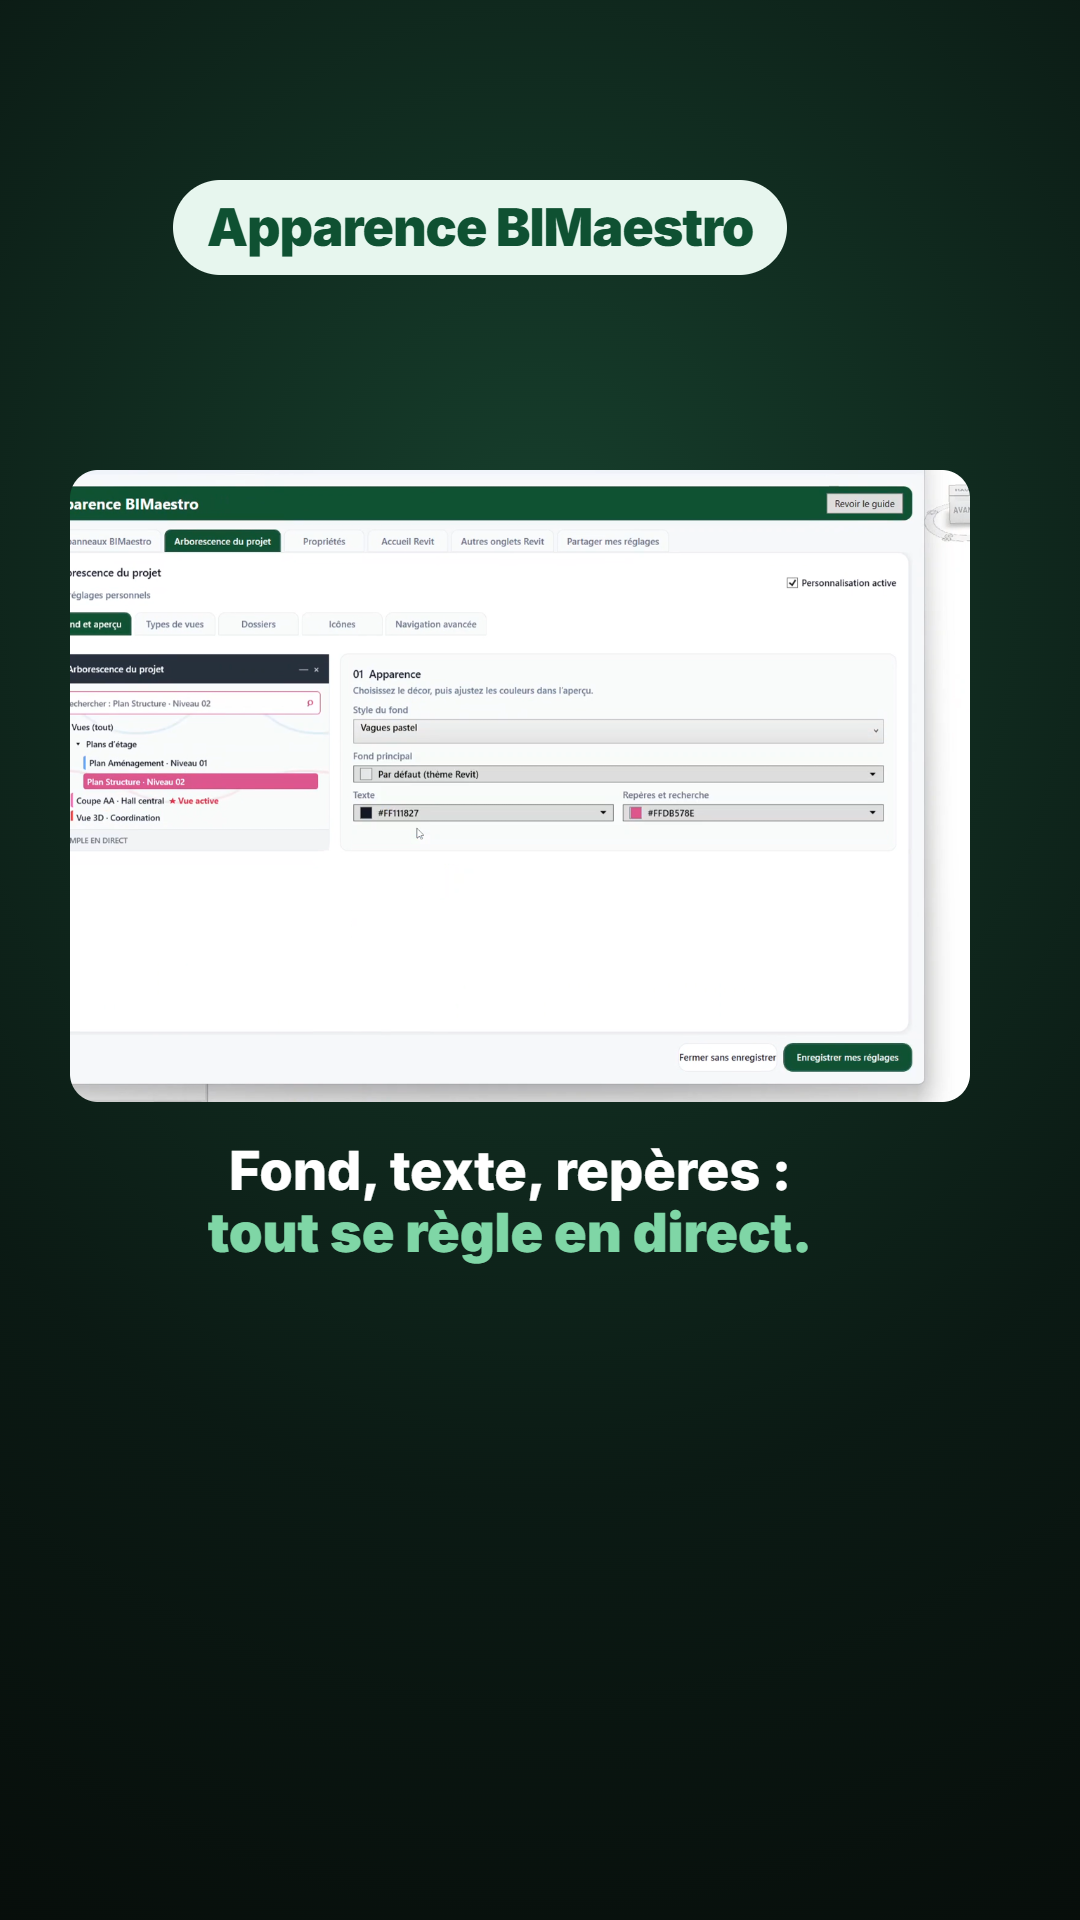 Apparence BIMaestro
parence BIMaestro
Revoir le guide
AVA
anneaux BIMaestro
Arborescence du projet
Propriétés
Accueil Revit
Autres onglets Revit
Partager mes réglages
orescence du projet
Personnalisation active
églages personnels
nd et aperçu
Types de vues
Dossiers
Icônes
Navigation avancée
Arborescence du projet
echercher : Plan Structure · Niveau 02
Vues (tout)
Plans d'étage
Plan Aménagement · Niveau 01
Plan Structure · Niveau 02
Coupe AA · Hall central ★ Vue active
Vue 3D · Coordination
MPLE EN DIRECT
01 Apparence
Choisissez le décor, puis ajustez les couleurs dans l'aperçu.
Style du fond
Vagues pastel
Fond principal
Par défaut (thème Revit)
Texte
Repères et recherche
#FF111827
#FFDB578E
Fermer sans enregistrer
Enregistrer mes réglages
Fond, texte, repères :
tout se règle en direct.